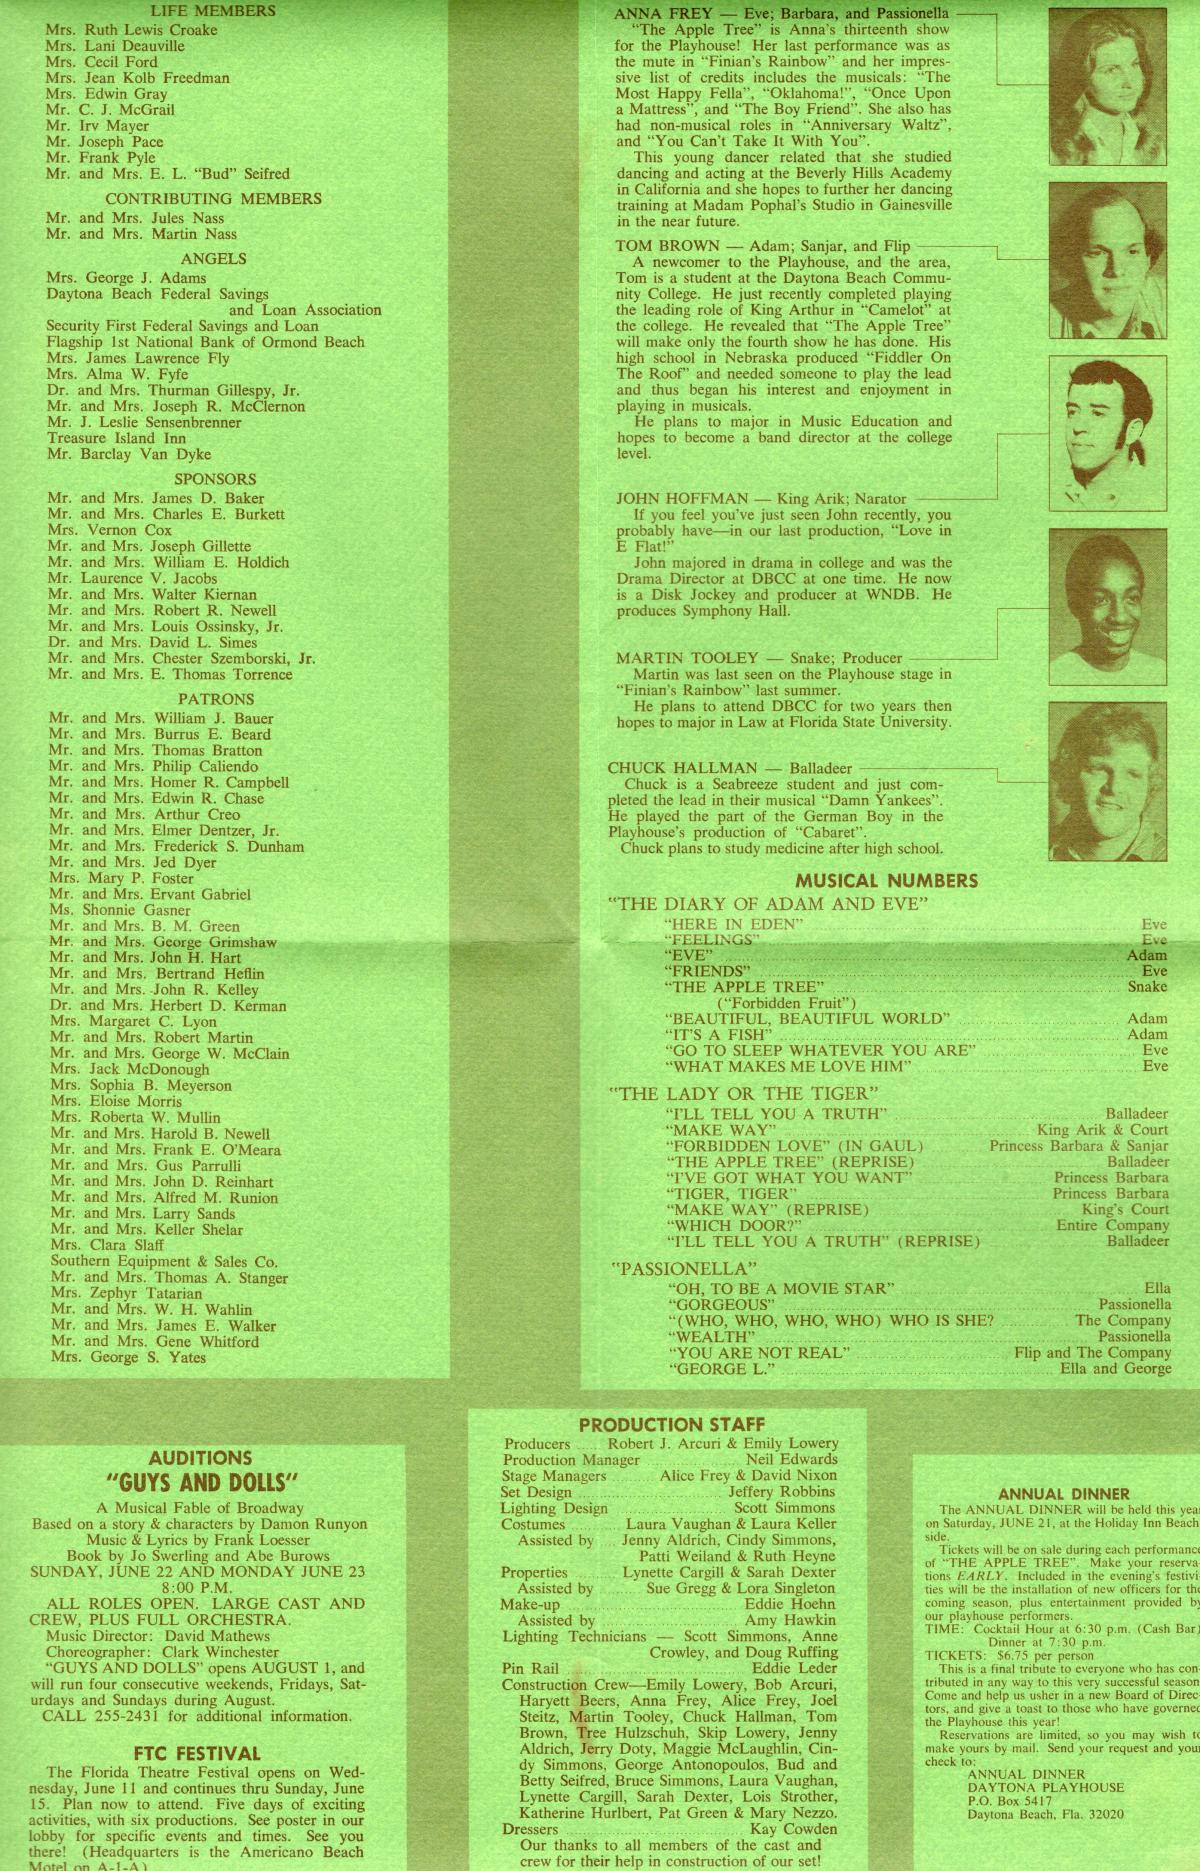 LIFE MEMBERS
Mrs. Ruth Lewis Croake
Mrs. Lani Deauville
Mrs. Cecil Ford
Mrs. Jean Kolb Freedman
Mrs. Edwin Gray
Mr. C. J. McGrail
Mr. Irv Mayer
Mr. Joseph Pace
Mr. Frank Pyle
Mr. and Mrs. E. L. “Bud” Seifred
CONTRIBUTING MEMBERS
Mr. and Mrs. Jules Nass
Mr. and Mrs. Martin Nass
ANGELS
Mrs. George J. Adams
Daytona Beach Federal Savings
and Loan Association
Security First Federal Savings and Loan
Flagship 1st National Bank of Ormond Beach
Mrs. James Lawrence Fly
Mrs. Alma W. Fyfe
Dr. and Mrs. Thurman Gillespy, Jr.
Mr. and Mrs. Joseph R. McClernon
Mr. J. Leslie Sensenbrenner
Treasure Island Inn
Mr. Barclay Van Dyke
SPONSORS
Mr. and Mrs. James D. Baker
Mr. and Mrs. Charles E. Burkett
Mrs. Vernon Cox
Mr. and Mrs. Joseph Gillette
Mr. and Mrs. William E. Holdich
Mr. Laurence V. Jacobs
Mr. and Mrs. Walter Kiernan
Mr. and Mrs. Robert R. Newell
Mr. and Mrs. Louis Ossinsky, Jr.
Dr. and Mrs. David L. Simes
Mr. and Mrs. Chester Szemborski, Jr.
Mr. and Mrs. E. Thomas Torrence
PATRONS
Mr. and Mrs. William J. Bauer
Mr. and Mrs. Burrus E. Beard
Mr. and Mrs. Thomas Bratton
Mr. and Mrs. Philip Caliendo
Mr. and Mrs. Homer R. Campbell
Mr. and Mrs. Edwin R. Chase
Mr. and Mrs. Arthur Creo
Mr. and Mrs. Elmer Dentzer, Jr.
Mr. and Mrs. Frederick S. Dunham
Mr. and Mrs. Jed Dyer
Mrs. Mary P. Foster
Mr. and Mrs. Ervant Gabriel
Ms. Shonnie Gasner
Mr. and Mrs. B. M. Green
Mr. and Mrs. George Grimshaw
Mr. and Mrs. John H. Hart
Mr. and Mrs. Bertrand Heflin
Mr. and Mrs. John R. Kelley
Dr. and Mrs. Herbert D. Kerman
Mrs. Margaret C. Lyon
Mr. and Mrs. Robert Martin
Mr. and Mrs. George W. McClain
Mrs. Jack McDonough
Mrs. Sophia B. Meyerson
Mrs. Eloise Morris
Mrs. Roberta W. Mullin
Mr. and Mrs. Harold B. Newell
Mr. and Mrs. Frank E. O’Meara
Mr. and Mrs. Gus Parrulli
Mr. and Mrs. John D. Reinhart
Mr. and Mrs. Alfred M. Runion
Mr. and Mrs. Larry Sands
Mr. and Mrs. Keller Shelar
Mrs. Clara Slaff
Southern Equipment & Sales Co.
Mr. and Mrs. Thomas A. Stanger
Mrs. Zephyr Tatarian
Mr. and Mrs. W. H. Wahlin
Mr. and Mrs. James E. Walker
Mr. and Mrs. Gene Whitford
Mrs. George S. Yates
ANNA FREY — Eve; Barbara, and Passionella
“The Apple Tree” is Anna’s thirteenth show
for the Playhouse! Her last performance was as
the mute in “Finian’s Rainbow” and her impres-
sive list of credits includes the musicals: “The
Most Happy Fella”, “Oklahoma!”, “Once Upon
a Mattress”, and “The Boy Friend”. She also has
had non-musical roles in “Anniversary Waltz”,
and “You Can’t Take It With You”.
This young dancer related that she studied
dancing and acting at the Beverly Hills Academy
in California and she hopes to further her dancing
training at Madam Pophal’s Studio in Gainesville
in the near future.
TOM BROWN — Adam; Sanjar, and Flip
A newcomer to the Playhouse, and the area,
Tom is a student at the Daytona Beach Commu-
nity College. He just recently completed playing
the leading role of King Arthur in “Camelot” at
the college. He revealed that “The Apple Tree”
will make only the fourth show he has done. His
high school in Nebraska produced “Fiddler On
The Roof” and needed someone to play the lead
and thus began his interest and enjoyment in
playing in musicals.
He plans to major in Music Education and
hopes to become a band director at the college
level.
JOHN HOFFMAN — King Arik; Narator
If you feel you’ve just seen John recently, you
probably have—in our last production, “Love in
E Flat!”
John majored in drama in college and was the
Drama Director at DBCC at one time. He now
is a Disk Jockey and producer at WNDB. He
produces Symphony Hall.
MARTIN TOOLEY — Snake; Producer
Martin was last seen on the Playhouse stage in
“Finian’s Rainbow” last summer.
He plans to attend DBCC for two years then
hopes to major in Law at Florida State University.
CHUCK HALLMAN — Balladeer
Chuck is a Seabreeze student and just com-
pleted the lead in their musical “Damn Yankees”.
He played the part of the German Boy in the
Playhouse’s production of “Cabaret”.
Chuck plans to study medicine after high school.
MUSICAL NUMBERS
“THE DIARY OF ADAM AND EVE”
“HERE IN EDEN” Eve
“FEELINGS” Eve
“EVE” Adam
“FRIENDS” Eve
“THE APPLE TREE” Snake
(“Forbidden Fruit”)
“BEAUTIFUL, BEAUTIFUL WORLD” Adam
“IT’S A FISH” Adam
“GO TO SLEEP WHATEVER YOU ARE” Eve
“WHAT MAKES ME LOVE HIM” Eve
“THE LADY OR THE TIGER”
“I’LL TELL YOU A TRUTH” Balladeer
“MAKE WAY” King Arik & Court
“FORBIDDEN LOVE” (IN GAUL) Princess Barbara & Sanjar
“THE APPLE TREE” (REPRISE) Balladeer
“I’VE GOT WHAT YOU WANT” Princess Barbara
“TIGER, TIGER” Princess Barbara
“MAKE WAY” (REPRISE) King’s Court
“WHICH DOOR?” Entire Company
“I’LL TELL YOU A TRUTH” (REPRISE) Balladeer
“PASSIONELLA”
“OH, TO BE A MOVIE STAR” Ella
“GORGEOUS” Passionella
“(WHO, WHO, WHO, WHO) WHO IS SHE? The Company
“WEALTH” Passionella
“YOU ARE NOT REAL” Flip and The Company
“GEORGE L.” Ella and George
AUDITIONS
“GUYS AND DOLLS”
A Musical Fable of Broadway
Based on a story & characters by Damon Runyon
Music & Lyrics by Frank Loesser
Book by Jo Swerling and Abe Burows
SUNDAY, JUNE 22 AND MONDAY JUNE 23
8:00 P.M.
ALL ROLES OPEN. LARGE CAST AND
CREW, PLUS FULL ORCHESTRA.
Music Director: David Mathews
Choreographer: Clark Winchester
“GUYS AND DOLLS” opens AUGUST 1, and
will run four consecutive weekends, Fridays, Sat-
urdays and Sundays during August.
CALL 255-2431 for additional information.
FTC FESTIVAL
The Florida Theatre Festival opens on Wed-
nesday, June 11 and continues thru Sunday, June
15. Plan now to attend. Five days of exciting
activities, with six productions. See poster in our
lobby for specific events and times. See you
there! (Headquarters is the Americano Beach
Motel on A-1-A)
PRODUCTION STAFF
Producers Robert J. Arcuri & Emily Lowery
Production Manager Neil Edwards
Stage Managers Alice Frey & David Nixon
Set Design Jeffery Robbins
Lighting Design Scott Simmons
Costumes Laura Vaughan & Laura Keller
Assisted by Jenny Aldrich, Cindy Simmons,
Patti Weiland & Ruth Heyne
Properties Lynette Cargill & Sarah Dexter
Assisted by Sue Gregg & Lora Singleton
Make-up Eddie Hoehn
Assisted by Amy Hawkin
Lighting Technicians — Scott Simmons, Anne
Crowley, and Doug Ruffing
Pin Rail Eddie Leder
Construction Crew—Emily Lowery, Bob Arcuri,
Haryett Beers, Anna Frey, Alice Frey, Joel
Steitz, Martin Tooley, Chuck Hallman, Tom
Brown, Tree Hulzschuh, Skip Lowery, Jenny
Aldrich, Jerry Doty, Maggie McLaughlin, Cin-
dy Simmons, George Antonopoulos, Bud and
Betty Seifred, Bruce Simmons, Laura Vaughan,
Lynette Cargill, Sarah Dexter, Lois Strother,
Katherine Hurlbert, Pat Green & Mary Nezzo.
Dressers Kay Cowden
Our thanks to all members of the cast and
crew for their help in construction of our set!
ANNUAL DINNER
The ANNUAL DINNER will be held this year
on Saturday, JUNE 21, at the Holiday Inn Beach-
side.
Tickets will be on sale during each performance
of “THE APPLE TREE”. Make your reserva-
tions EARLY. Included in the evening’s festivi-
ties will be the installation of new officers for the
coming season, plus entertainment provided by
our playhouse performers.
TIME: Cocktail Hour at 6:30 p.m. (Cash Bar)
Dinner at 7:30 p.m.
TICKETS: $6.75 per person
This is a final tribute to everyone who has con-
tributed in any way to this very successful season.
Come and help us usher in a new Board of Direc-
tors, and give a toast to those who have governed
the Playhouse this year!
Reservations are limited, so you may wish to
make yours by mail. Send your request and your
check to:
ANNUAL DINNER
DAYTONA PLAYHOUSE
P.O. Box 5417
Daytona Beach, Fla. 32020